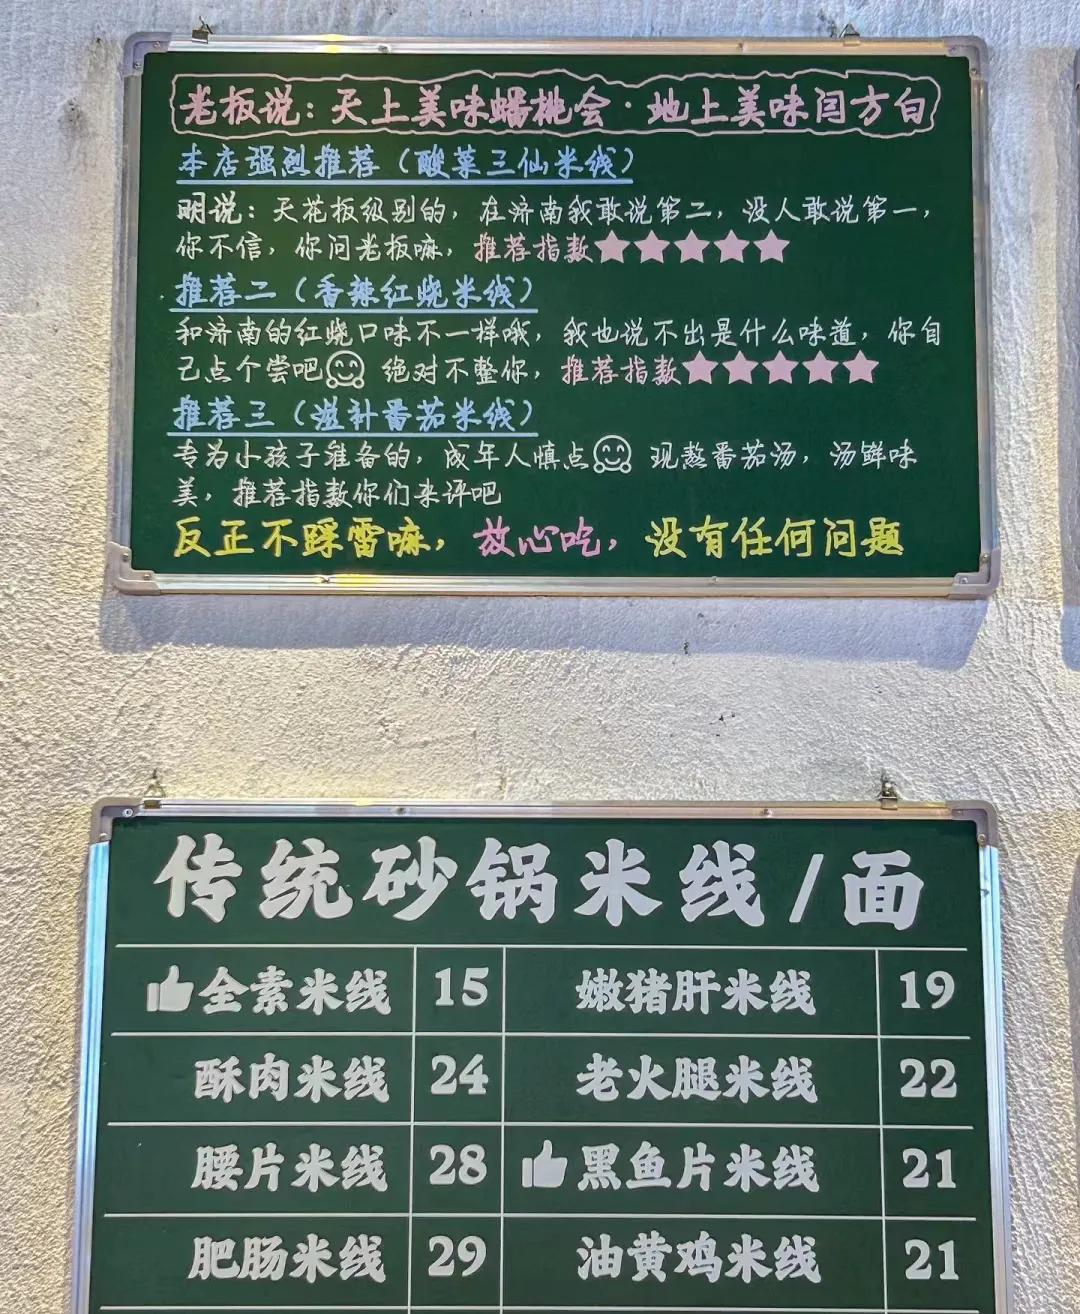 老板说：天上美味蟠桃会·地上美味闫方白
本店强烈推荐（酸菜三仙米线）
明说：天花板级别的，在济南我敢说第二，没人敢说第一，
你不信，你问老板嘛，推荐指数★★★★★
推荐二（香辣红烧米线）
和济南的红烧口味不一样哦，我也说不出是什么味道，你自
己点个尝吧 绝对不整你，推荐指数★★★★★
推荐三（滋补番茄米线）
专为小孩子准备的，成年人慎点 现熬番茄汤，汤鲜味
美，推荐指数你们来评吧
反正不踩雷嘛，放心吃，没有任何问题
传统砂锅米线/面
全素米线 15 嫩猪肝米线 19
酥肉米线 24 老火腿米线 22
腰片米线 28 黑鱼片米线 21
肥肠米线 29 油黄鸡米线 21